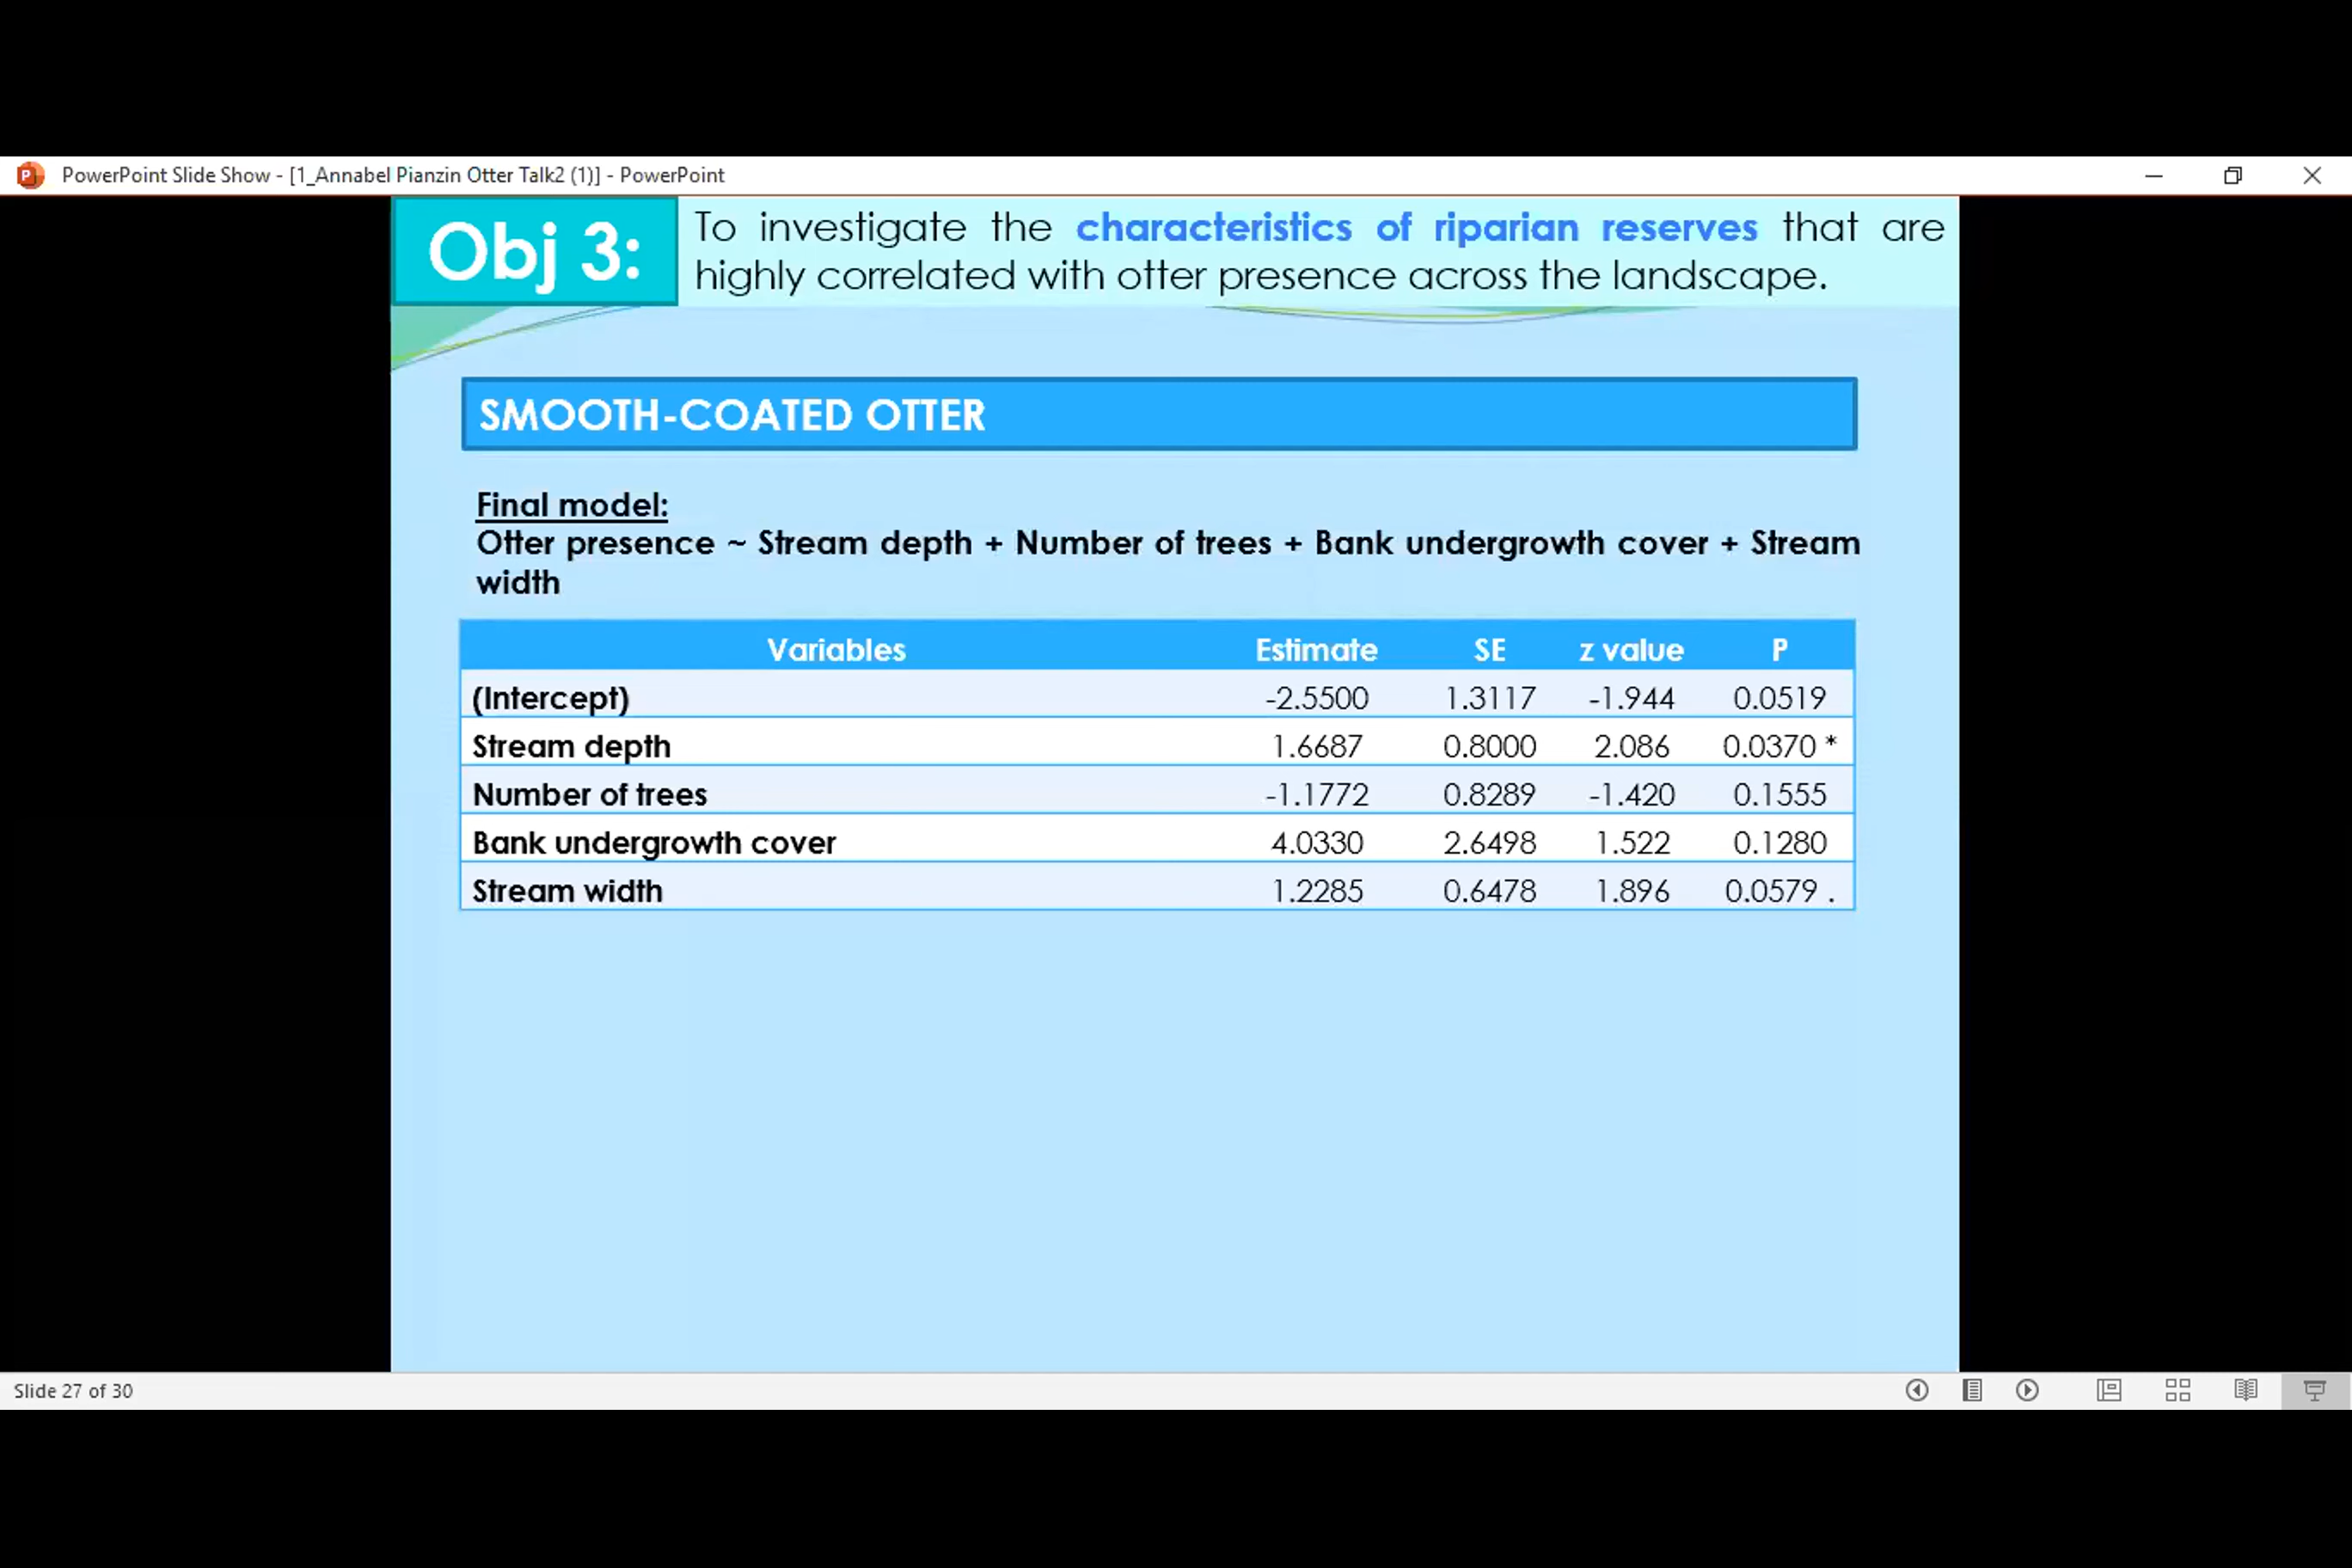 PowerPoint Slide Show - [1_Annabel Pianzin Otter Talk2 (1)] - PowerPoint
Obj 3:
To investigate the characteristics of riparian reserves that are
highly correlated with otter presence across the landscape.
SMOOTH-COATED OTTER
Final model:
Otter presence ~ Stream depth + Number of trees + Bank undergrowth cover + Stream
width
Variables Estimate SE z value P
(Intercept) -2.5500 1.3117 -1.944 0.0519
Stream depth 1.6687 0.8000 2.086 0.0370 *
Number of trees -1.1772 0.8289 -1.420 0.1555
Bank undergrowth cover 4.0330 2.6498 1.522 0.1280
Stream width 1.2285 0.6478 1.896 0.0579 .
Slide 27 of 30